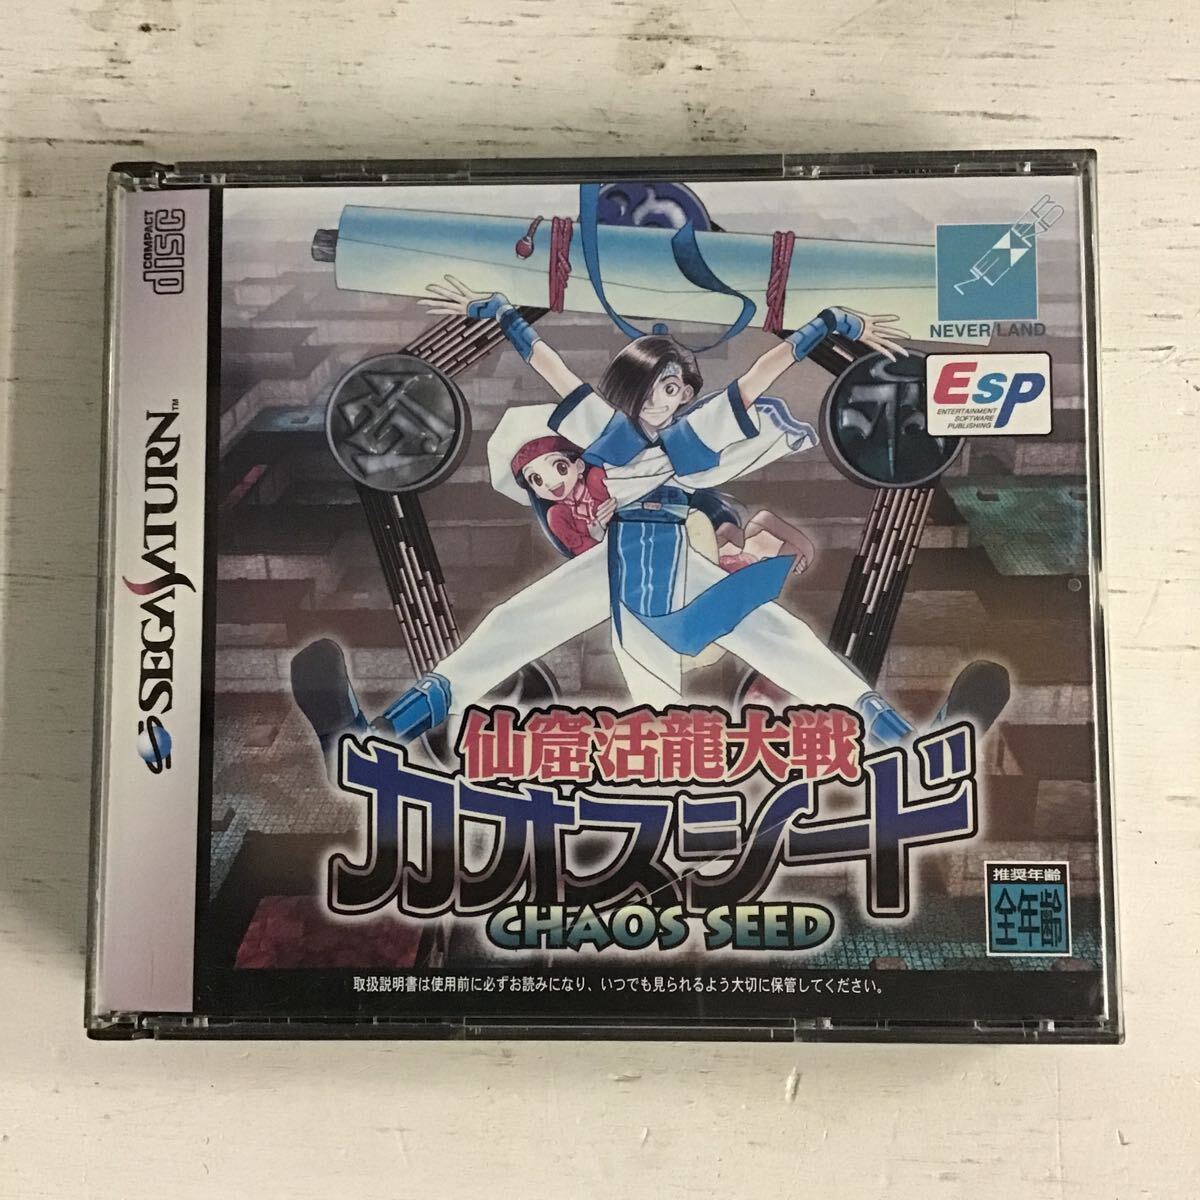 COMPACT
disc
SEGA SATURN™
NEVER/LAND
ESP
ENTERTAINMENT
SOFTWARE
PUBLISHING
仙窟活龍大戦
カオスシード
CHAOS SEED
推奨年齢
全年齢
取扱説明書は使用前に必ずお読みになり、いつでも見られるよう大切に保管してください。